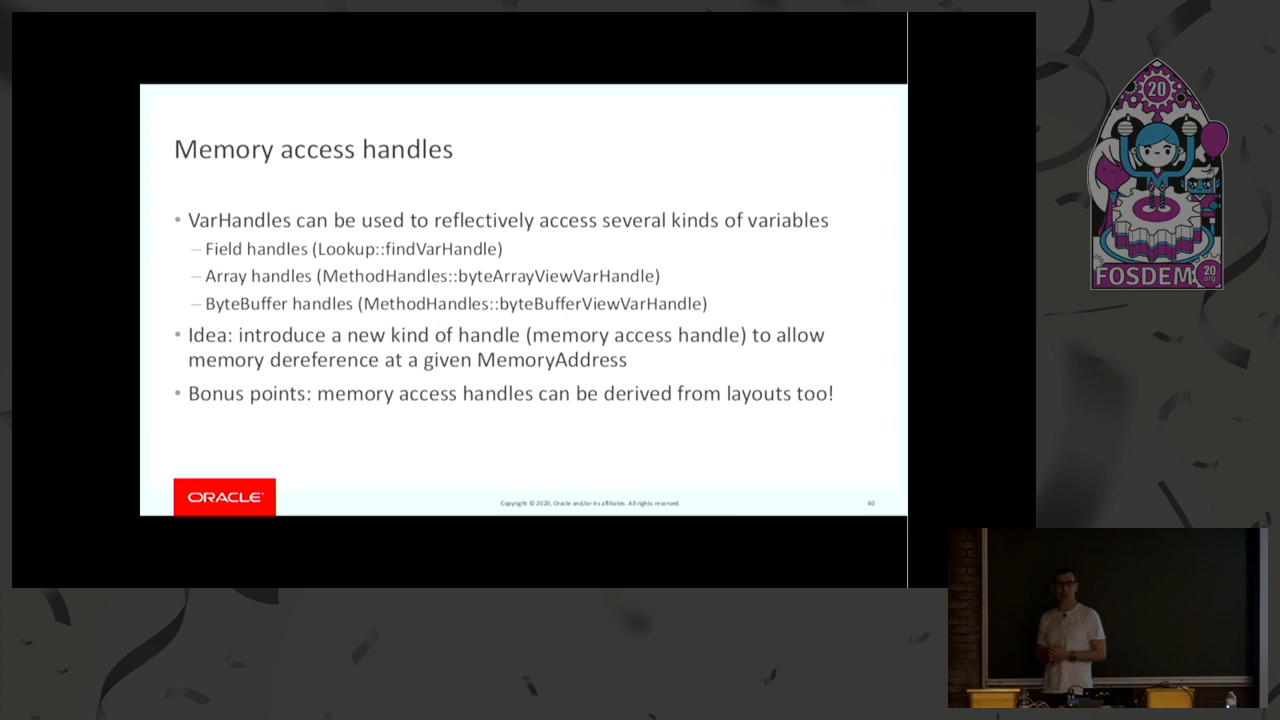 Memory access handles
• VarHandles can be used to reflectively access several kinds of variables
– Field handles (Lookup::findVarHandle)
– Array handles (MethodHandles::byteArrayViewVarHandle)
– ByteBuffer handles (MethodHandles::byteBufferViewVarHandle)
• Idea: introduce a new kind of handle (memory access handle) to allow
memory dereference at a given MemoryAddress
• Bonus points: memory access handles can be derived from layouts too!
ORACLE
Copyright © 2020, Oracle and/or its affiliates. All rights reserved.
40
20
FOSDEM
20
.org